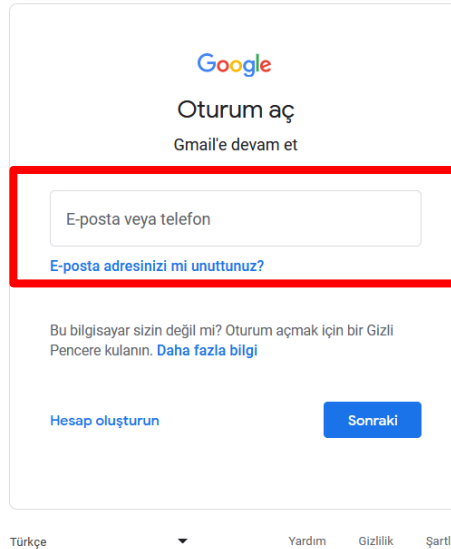 Google
Oturum aç
Gmail'e devam et
E-posta veya telefon
E-posta adresinizi mi unuttunuz?
Bu bilgisayar sizin değil mi? Oturum açmak için bir Gizli
Pencere kulanın. Daha fazla bilgi
Hesap oluşturun Sonraki
Türkçe Yardım Gizlilik